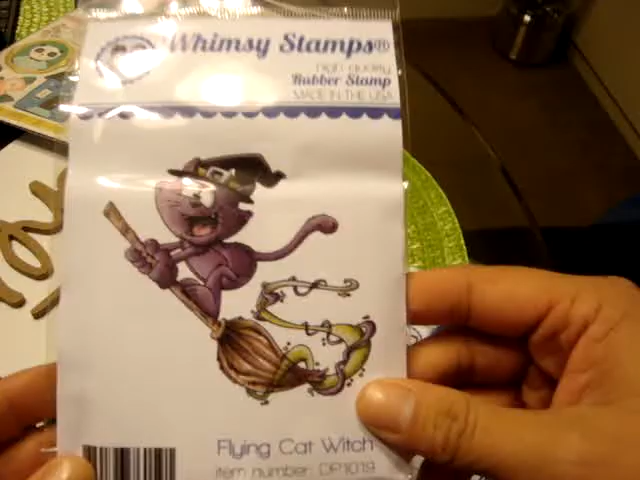 Whimsy Stamps®
high quality
Rubber Stamp
MADE IN THE USA
Flying Cat Witch
item number: DP1019